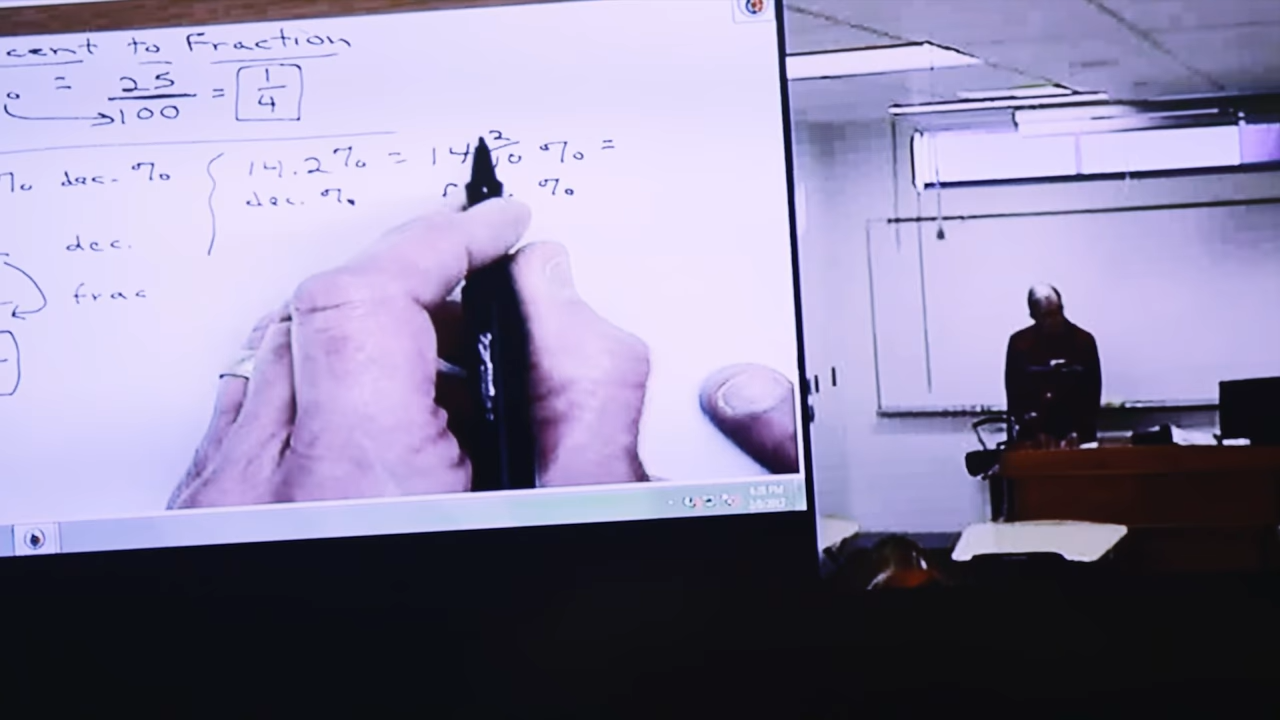 cent to Fraction
= 25/100 = 1/4
% dec. % 14.2% = 14 2/10 % =
dec. % %
dec.
frac